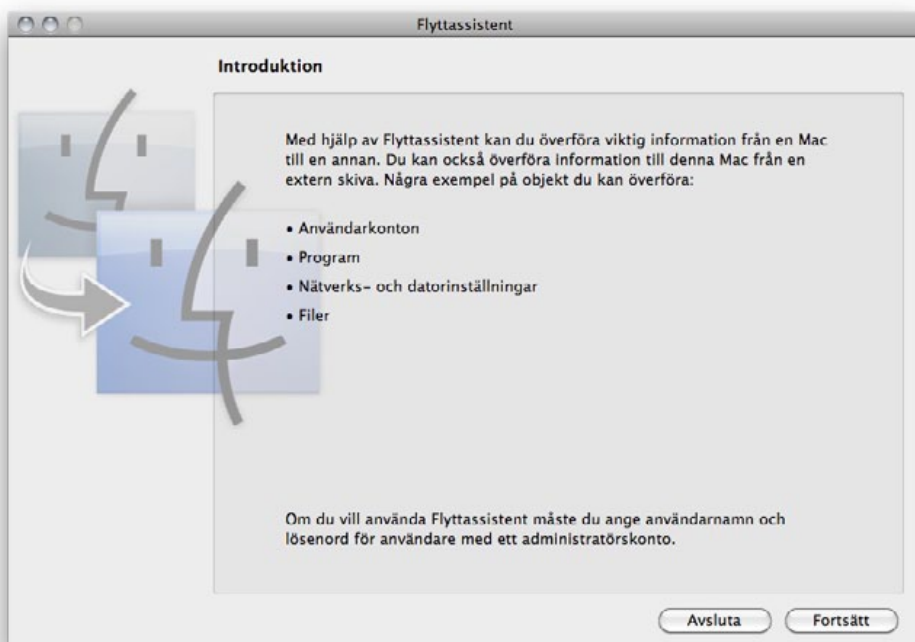 Flyttassistent
Introduktion
Med hjälp av Flyttassistent kan du överföra viktig information från en Mac
till en annan. Du kan också överföra information till denna Mac från en
extern skiva. Några exempel på objekt du kan överföra:
• Användarkonton
• Program
• Nätverks- och datorinställningar
• Filer
Om du vill använda Flyttassistent måste du ange användarnamn och
lösenord för användare med ett administratörskonto.
Avsluta
Fortsätt